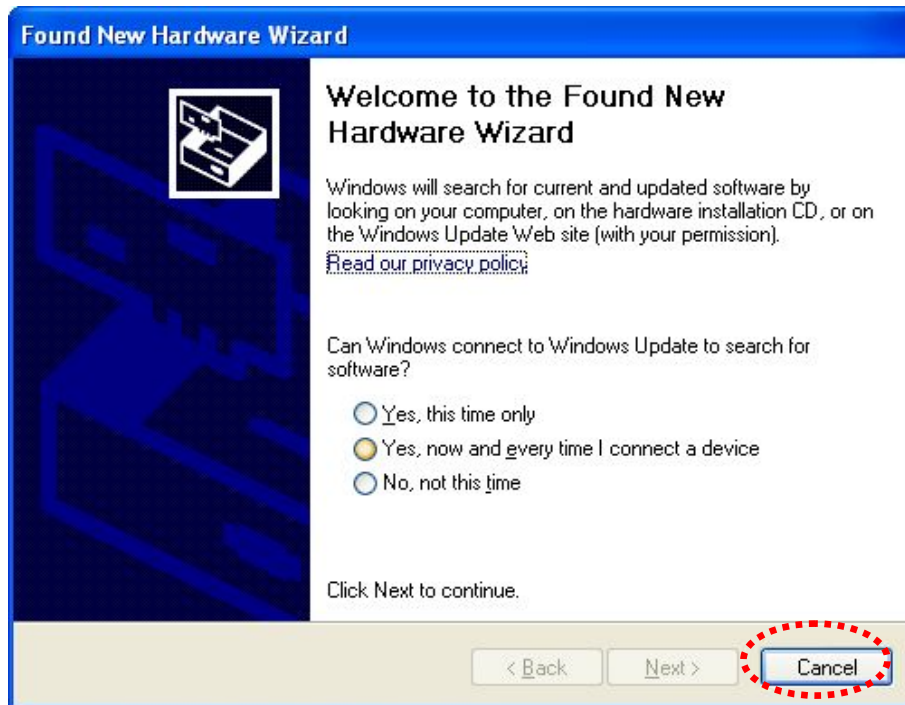 Found New Hardware Wizard
Welcome to the Found New
Hardware Wizard
Windows will search for current and updated software by
looking on your computer, on the hardware installation CD, or on
the Windows Update Web site (with your permission).
Read our privacy policy
Can Windows connect to Windows Update to search for
software?
Yes, this time only
Yes, now and every time I connect a device
No, not this time
Click Next to continue.
< Back Next > Cancel